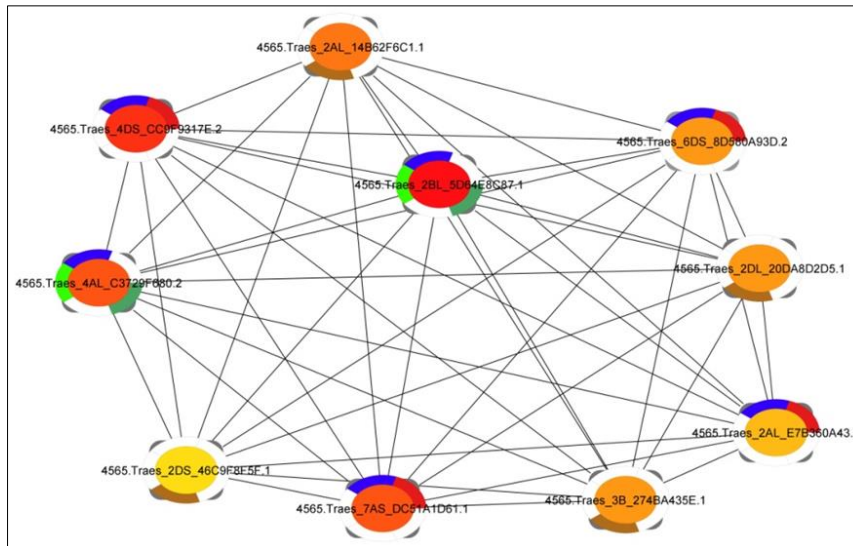 4565.Traes_2AL_14B62F6C1.1
4565.Traes_4DS_CC9F9317E.2
4565.Traes_6DS_8D580A93D.2
4565.Traes_2BL_5D64E8C87.1
4565.Traes_2DL_20DA8D2D5.1
4565.Traes_4AL_C3729F680.2
4565.Traes_2AL_E7B360A43.
4565.Traes_2DS_46C9F8F5F.1
4565.Traes_3B_274BA435E.1
4565.Traes_7AS_DC51A1D61.1